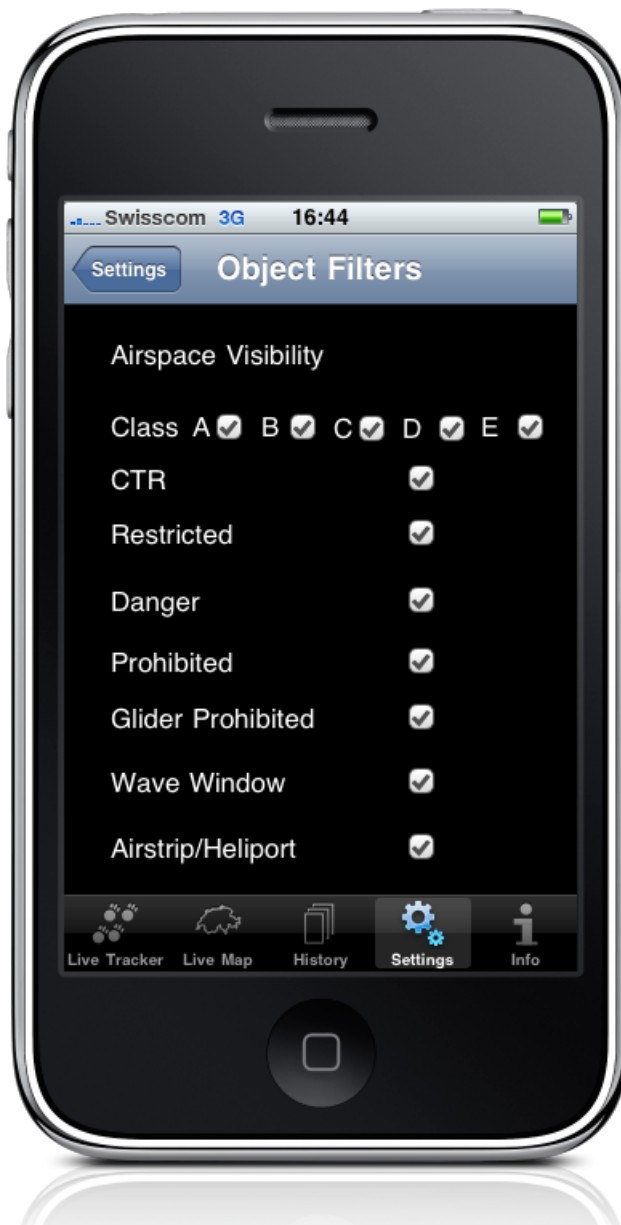 Swisscom 3G 16:44
Settings Object Filters
Airspace Visibility
Class A B C D E
CTR
Restricted
Danger
Prohibited
Glider Prohibited
Wave Window
Airstrip/Heliport
Live Tracker Live Map History Settings Info